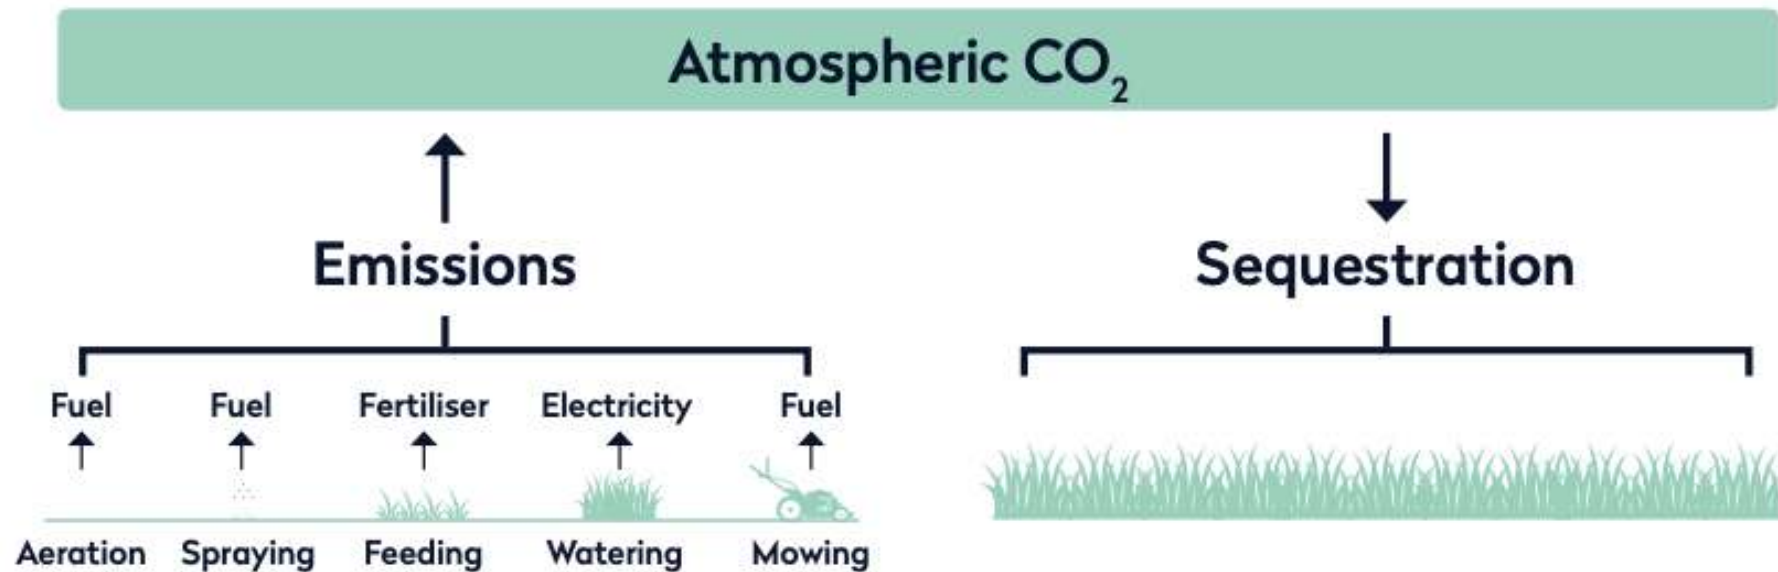 Atmospheric CO₂
Emissions
Sequestration
Fuel Fuel Fertiliser Electricity Fuel
Aeration Spraying Feeding Watering Mowing